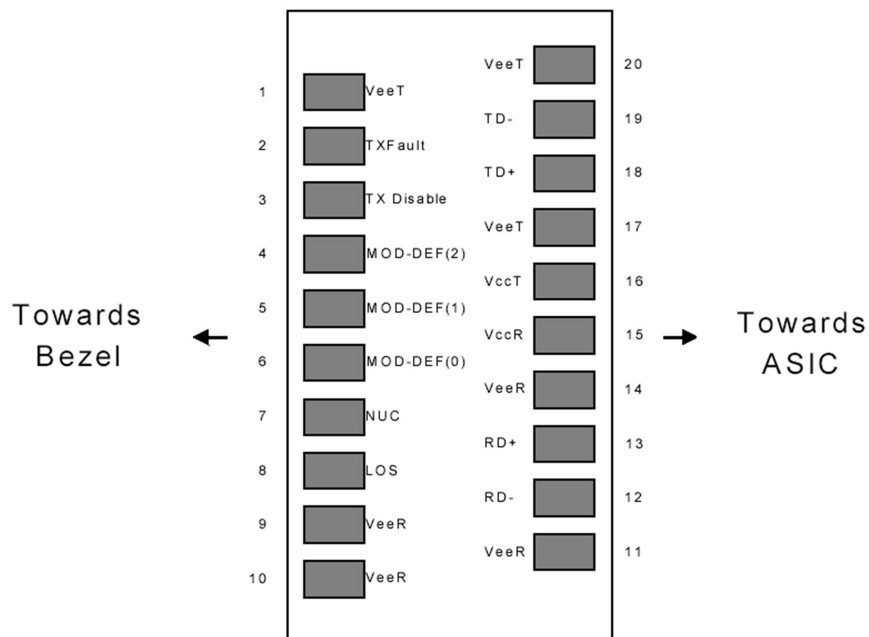 VeeT 20
1 VeeT
TD- 19
2 TXFault
TD+ 18
3 TX Disable
VeeT 17
4 MOD-DEF(2)
VccT 16
5 MOD-DEF(1)
Towards
Bezel
VccR 15
Towards
ASIC
6 MOD-DEF(0)
VeeR 14
7 NUC
RD+ 13
8 LOS
RD- 12
9 VeeR
VeeR 11
10 VeeR